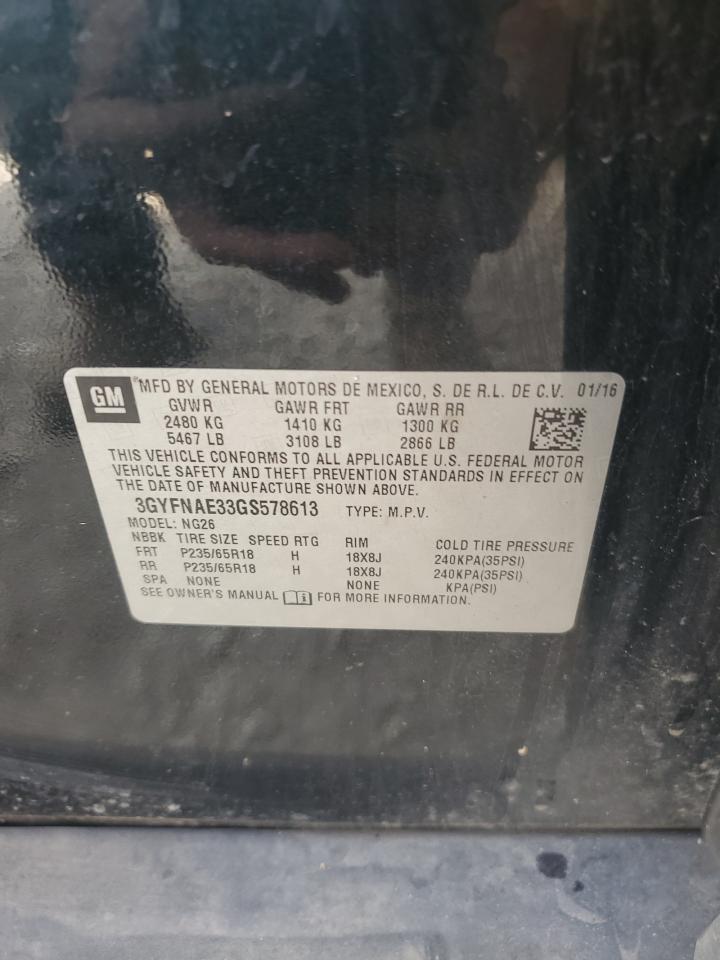 GM
MFD BY GENERAL MOTORS DE MEXICO, S. DE R.L. DE C.V. 01/16
GVWR GAWR FRT GAWR RR
2480 KG 1410 KG 1300 KG
5467 LB 3108 LB 2866 LB
THIS VEHICLE CONFORMS TO ALL APPLICABLE U.S. FEDERAL MOTOR
VEHICLE SAFETY AND THEFT PREVENTION STANDARDS IN EFFECT ON
THE DATE OF MANUFACTURE SHOWN ABOVE.
3GYFNAE33GS578613 TYPE: M.P.V.
MODEL: NG26
NBBK TIRE SIZE SPEED RTG RIM COLD TIRE PRESSURE
FRT P235/65R18 H 18X8J 240KPA(35PSI)
RR P235/65R18 H 18X8J 240KPA(35PSI)
SPA NONE NONE KPA(PSI)
SEE OWNER'S MANUAL FOR MORE INFORMATION.